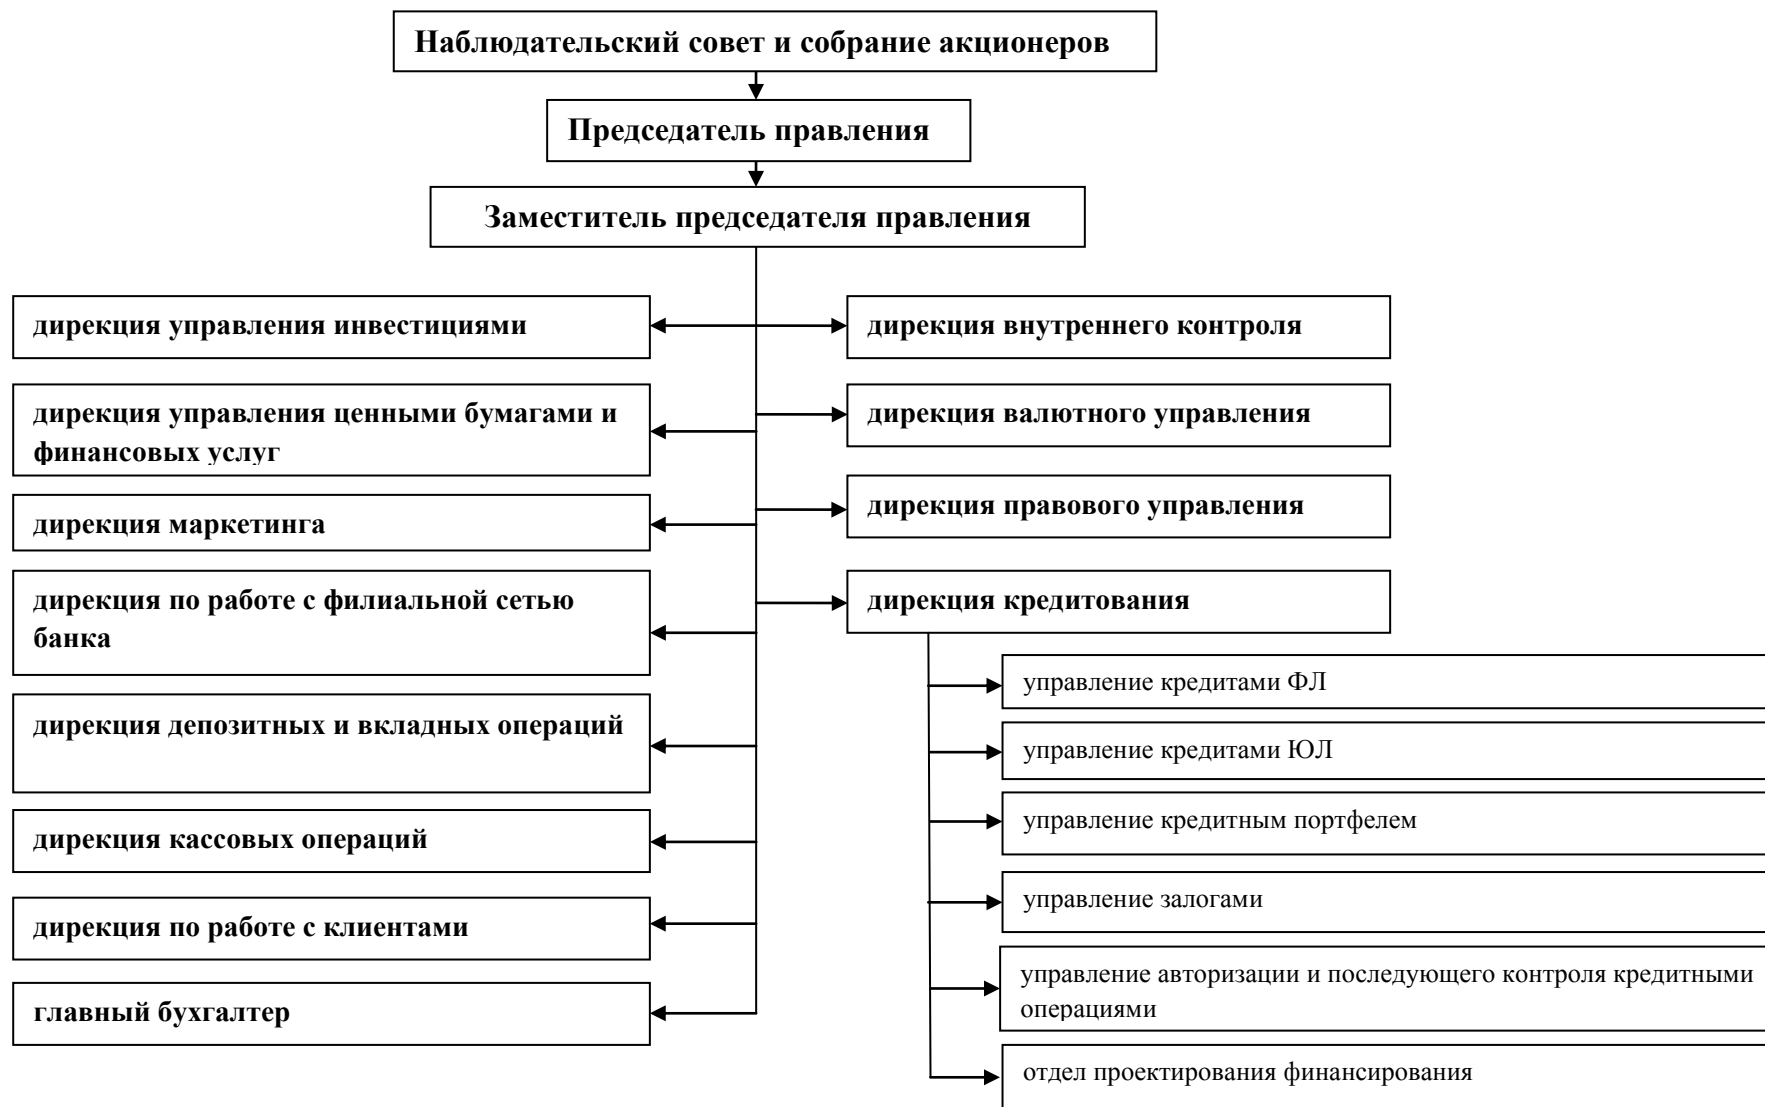 Наблюдательский совет и собрание акционеров
Председатель правления
Заместитель председателя правления
дирекция управления инвестициями
дирекция управления ценными бумагами и
финансовых услуг
дирекция маркетинга
дирекция по работе с филиальной сетью
банка
дирекция депозитных и вкладных операций
дирекция кассовых операций
дирекция по работе с клиентами
главный бухгалтер
дирекция внутреннего контроля
дирекция валютного управления
дирекция правового управления
дирекция кредитования
управление кредитами ФЛ
управление кредитами ЮЛ
управление кредитным портфелем
управление залогами
управление авторизации и последующего контроля кредитными
операциями
отдел проектирования финансирования